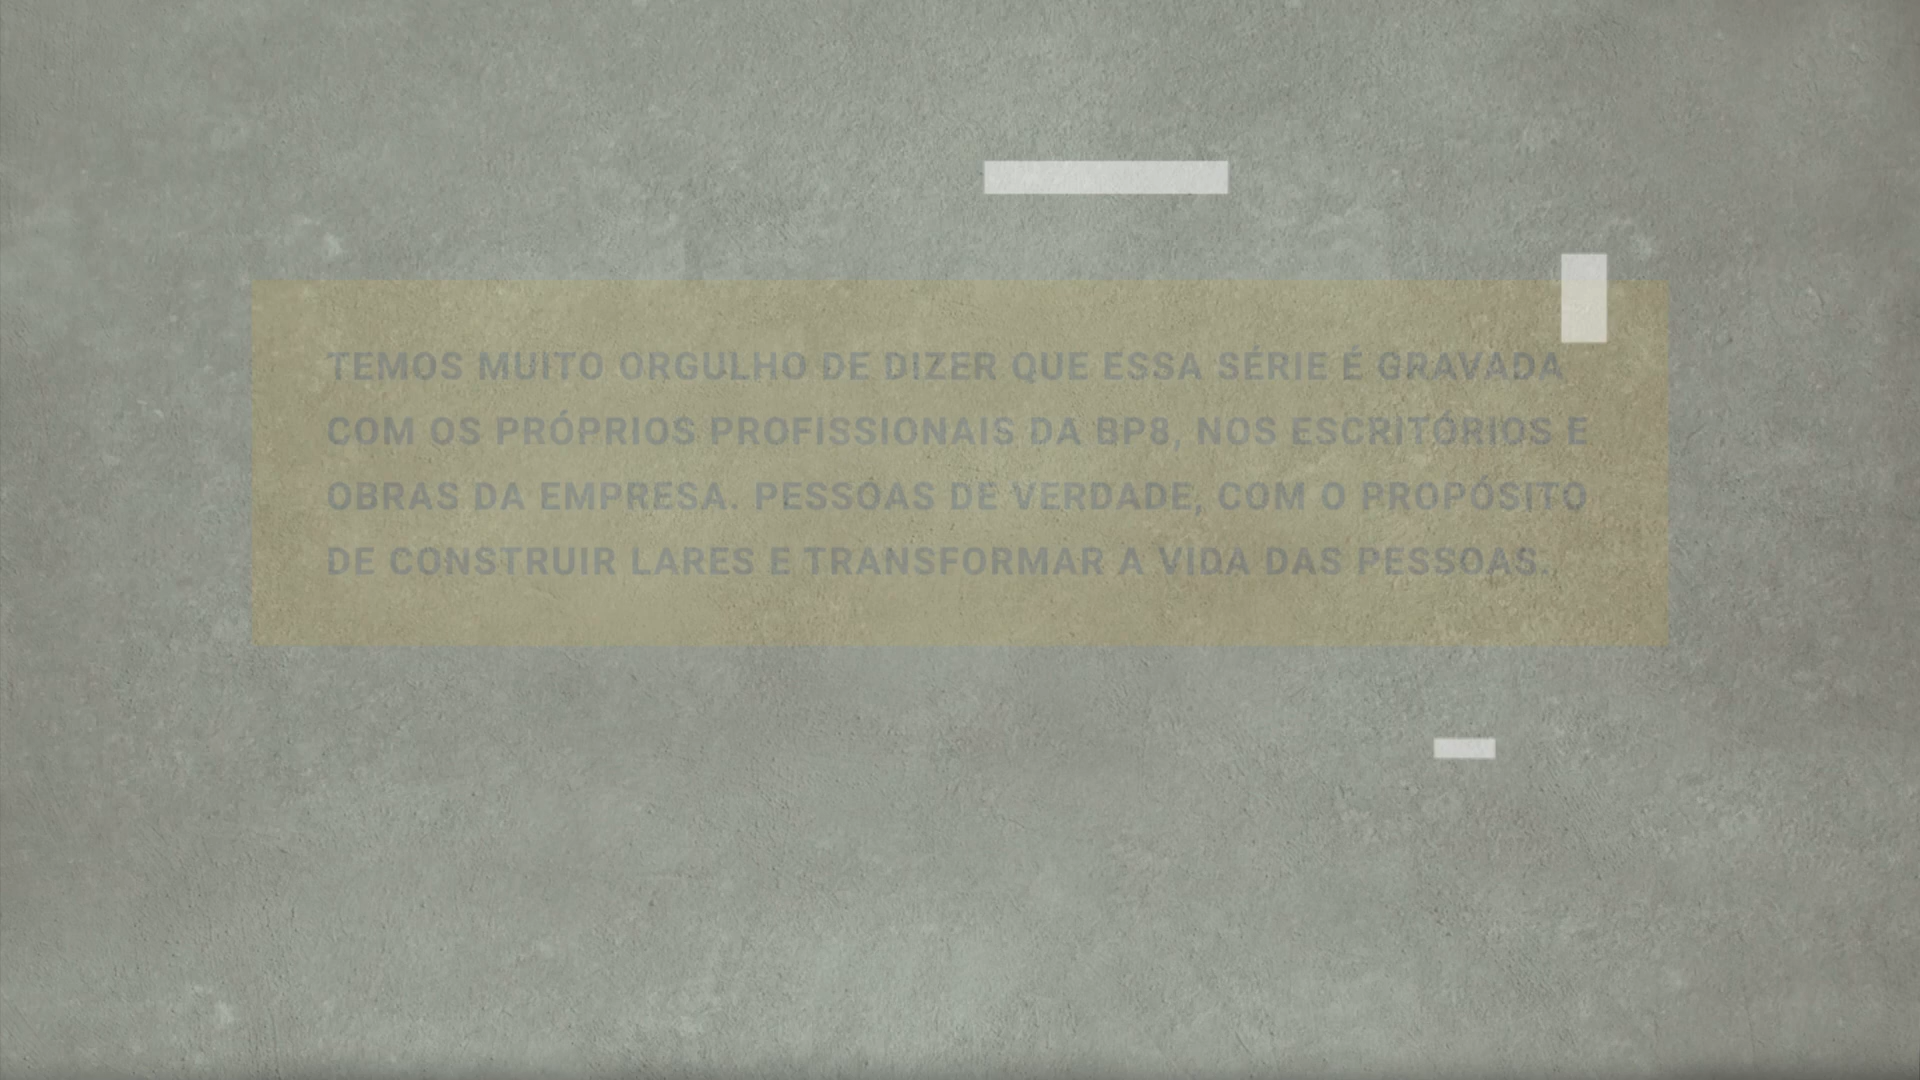 TEMOS MUITO ORGULHO DE DIZER QUE ESSA SÉRIE É GRAVADA
COM OS PRÓPRIOS PROFISSIONAIS DA BP8, NOS ESCRITÓRIOS E
OBRAS DA EMPRESA. PESSOAS DE VERDADE, COM O PROPÓSITO
DE CONSTRUIR LARES E TRANSFORMAR A VIDA DAS PESSOAS.